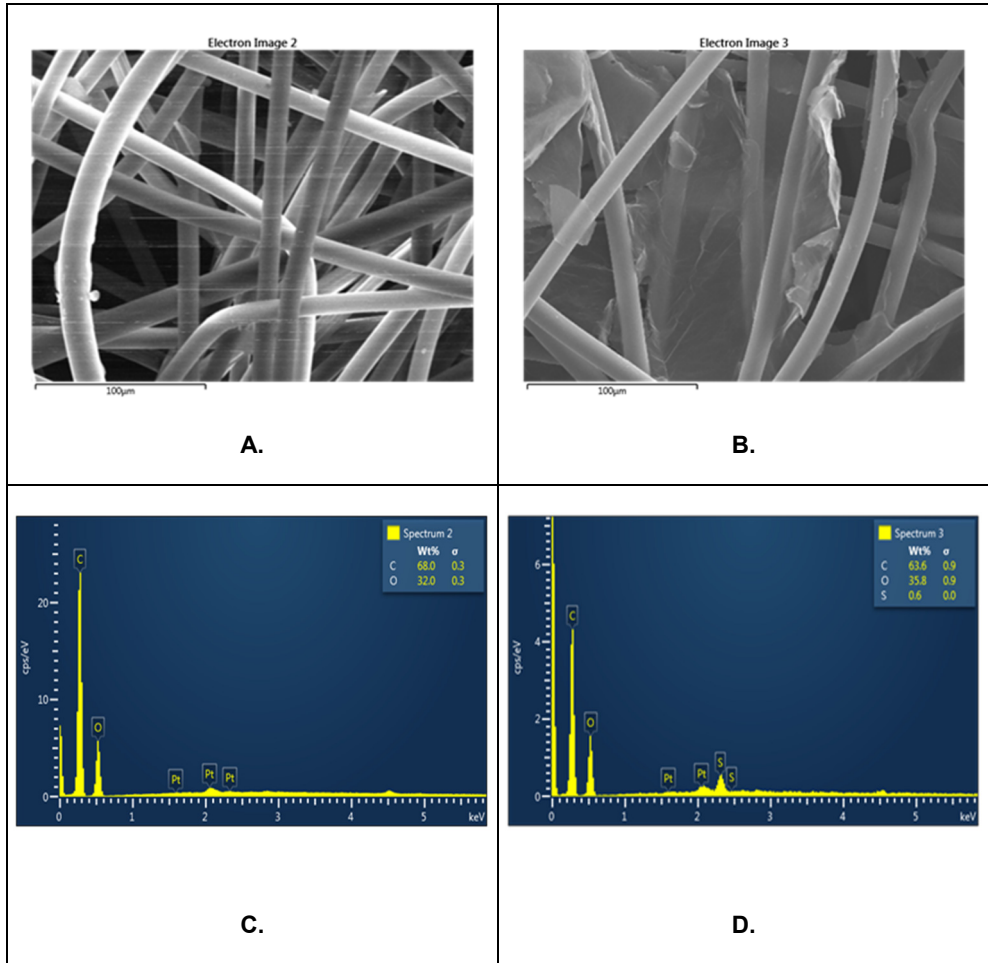 Electron Image 2
100µm
A.
Electron Image 3
100µm
B.
Spectrum 2
Wt% σ
C 68.0 0.3
O 32.0 0.3
C
O
Pt Pt Pt
cps/eV
20
10
0
0 1 2 3 4 5 keV
C.
Spectrum 3
Wt% σ
C 63.6 0.9
O 35.8 0.9
S 0.6 0.0
C
O
Pt Pt S S
cps/eV
6
4
2
0
0 1 2 3 4 5 keV
D.